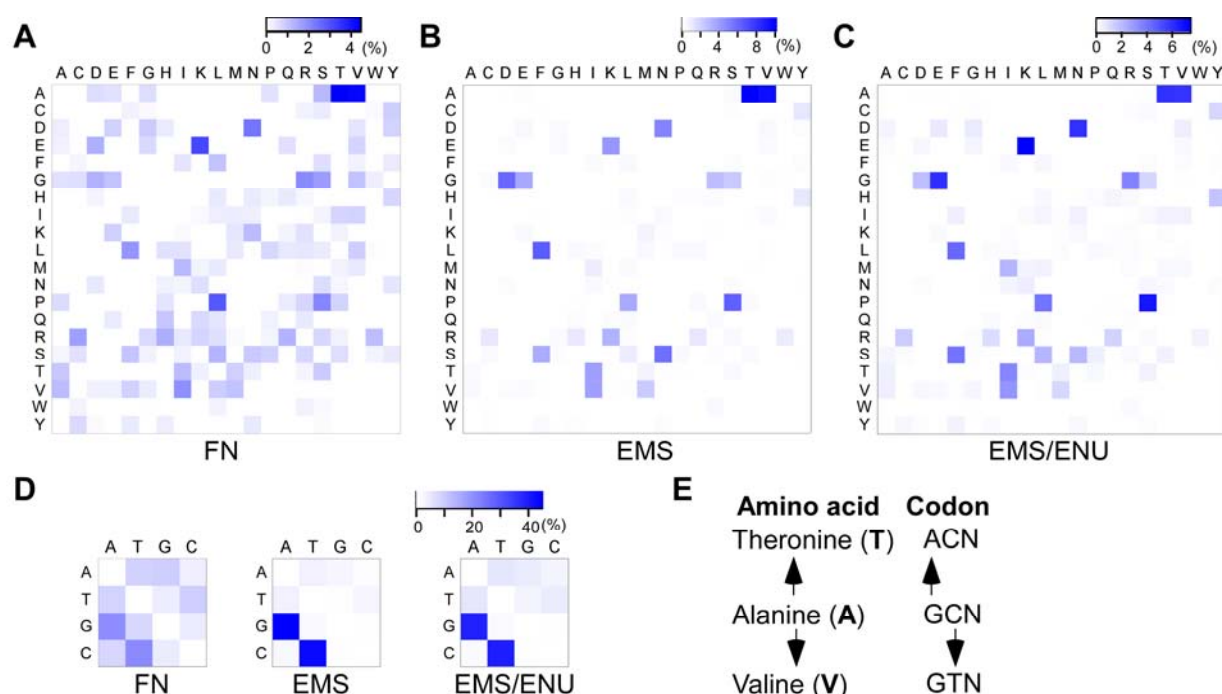 A
0 2 4 (%)
A C D E F G H I K L M N P Q R S T V W Y
A
C
D
E
F
G
H
I
K
L
M
N
P
Q
R
S
T
V
W
Y
FN
B
0 4 8 (%)
A C D E F G H I K L M N P Q R S T V W Y
A
C
D
E
F
G
H
I
K
L
M
N
P
Q
R
S
T
V
W
Y
EMS
C
0 2 4 6 (%)
A C D E F G H I K L M N P Q R S T V W Y
A
C
D
E
F
G
H
I
K
L
M
N
P
Q
R
S
T
V
W
Y
EMS/ENU
D
0 20 40 (%)
A T G C
A
T
G
C
FN
A T G C
A
T
G
C
EMS
A T G C
A
T
G
C
EMS/ENU
E
Amino acid Codon
Theronine (T) ACN
Alanine (A) GCN
Valine (V) GTN